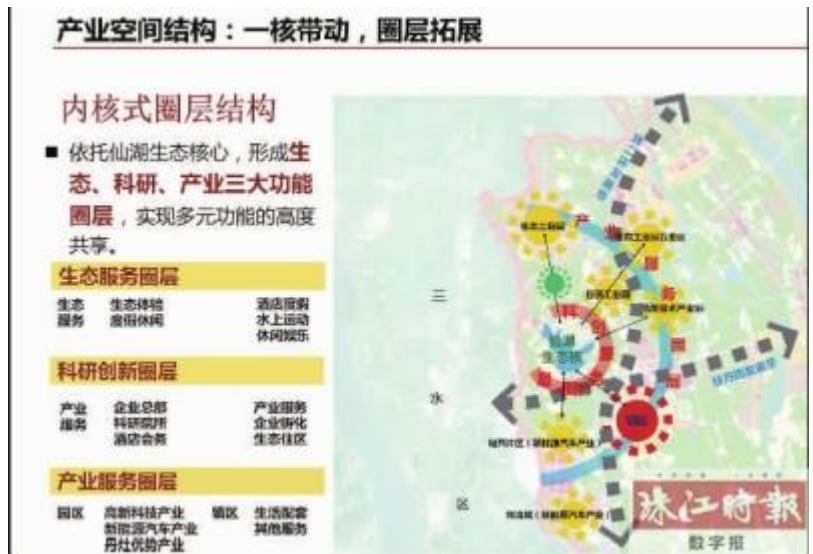 产业空间结构：一核带动，圈层拓展
内核式圈层结构
■ 依托仙湖生态核心，形成生
态、科研、产业三大功能
圈层，实现多元功能的高度
共享。
生态服务圈层
生态 生态体验 酒店度假
服务 度假休闲 水上运动
休闲娱乐
科研创新圈层
产业 企业总部 产业服务
服务 科研院所 企业孵化
酒店会务 生态住区
产业服务圈层
园区 高新科技产业 镇区 生活配套
新能源汽车产业 其他服务
丹灶优势产业
产业服务圈
科创
仙湖
生态核
三
水
区
珠江时报
数字报